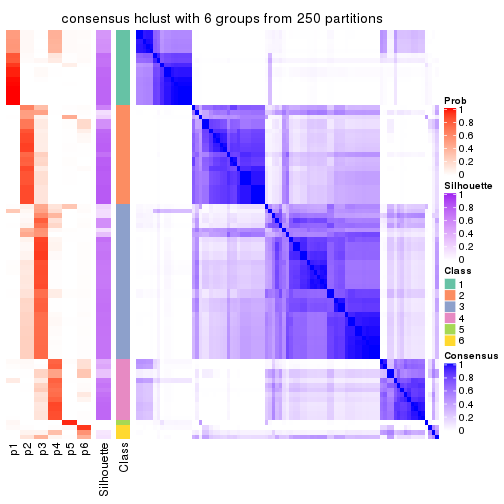 consensus hclust with 6 groups from 250 partitions
Prob
1
0.8
0.6
0.4
0.2
0
Silhouette
1
0.8
0.6
0.4
0.2
0
Class
1
2
3
4
5
6
Consensus
1
0.8
0.6
0.4
0.2
0
p1
p2
p3
p4
p5
p6
Silhouette
Class